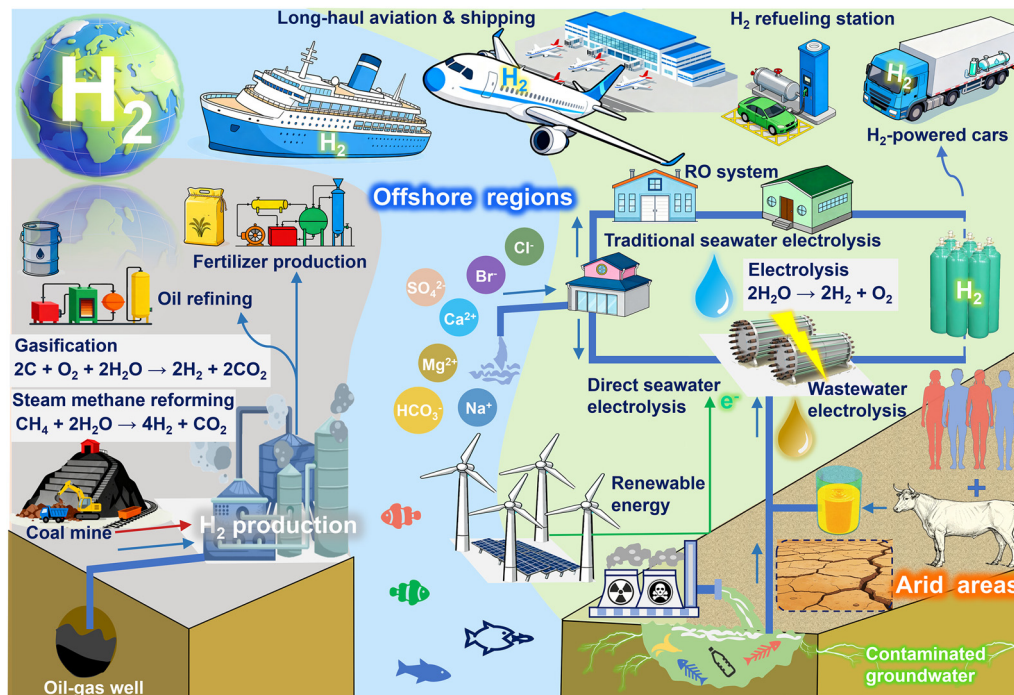 Long-haul aviation & shipping
H₂ refueling station
H₂
H₂
H₂
H₂
H₂-powered cars
Offshore regions
RO system
Fertilizer production
Oil refining
Cl⁻
Br⁻
SO₄²⁻
Ca²⁺
Mg²⁺
HCO₃⁻
Na⁺
Traditional seawater electrolysis
Electrolysis
2H₂O → 2H₂ + O₂
H₂
Gasification
2C + O₂ + 2H₂O → 2H₂ + 2CO₂
Steam methane reforming
CH₄ + 2H₂O → 4H₂ + CO₂
Direct seawater
electrolysis
e⁻
Wastewater
electrolysis
Renewable
energy
+
Coal mine
H₂ production
Arid areas
Contaminated
groundwater
Oil-gas well